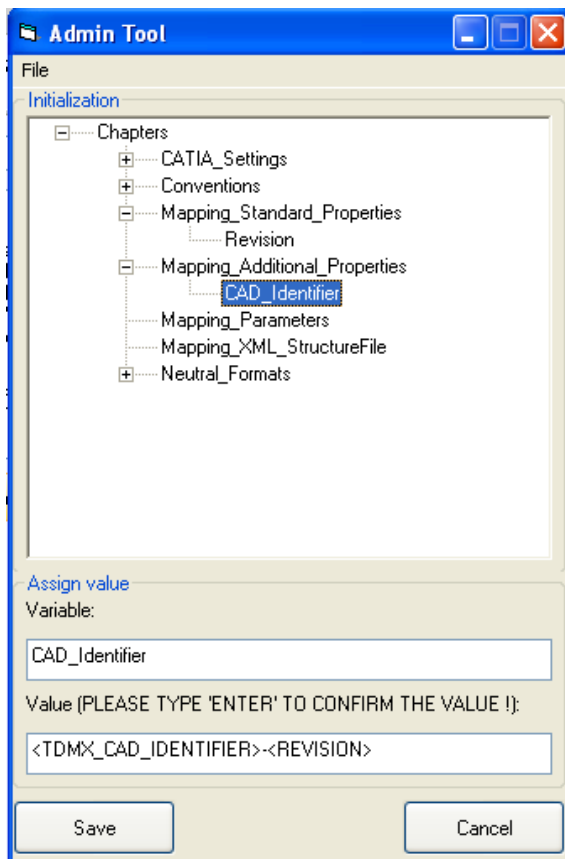 Admin Tool
File
Initialization
Chapters
CATIA_Settings
Conventions
Mapping_Standard_Properties
Revision
Mapping_Additional_Properties
CAD_Identifier
Mapping_Parameters
Mapping_XML_StructureFile
Neutral_Formats
Assign value
Variable:
CAD_Identifier
Value (PLEASE TYPE 'ENTER' TO CONFIRM THE VALUE !):
<TDMX_CAD_IDENTIFIER>-<REVISION>
Save Cancel